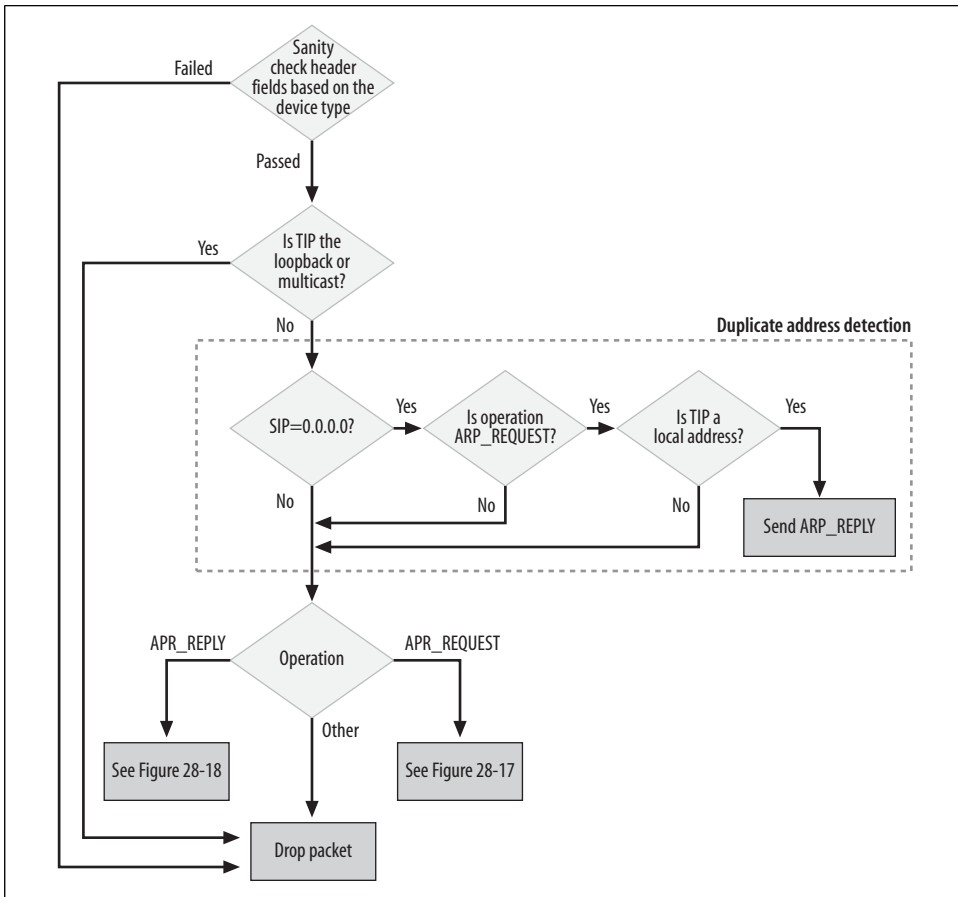 Sanity
check header
fields based on the
device type
Failed
Passed
Is TIP the
loopback or
multicast?
Yes
No
Duplicate address detection
SIP=0.0.0.0?
Yes
Is operation
ARP_REQUEST?
Yes
Is TIP a
local address?
Yes
No
No
No
Send ARP_REPLY
APR_REPLY
Operation
APR_REQUEST
Other
See Figure 28-18
See Figure 28-17
Drop packet